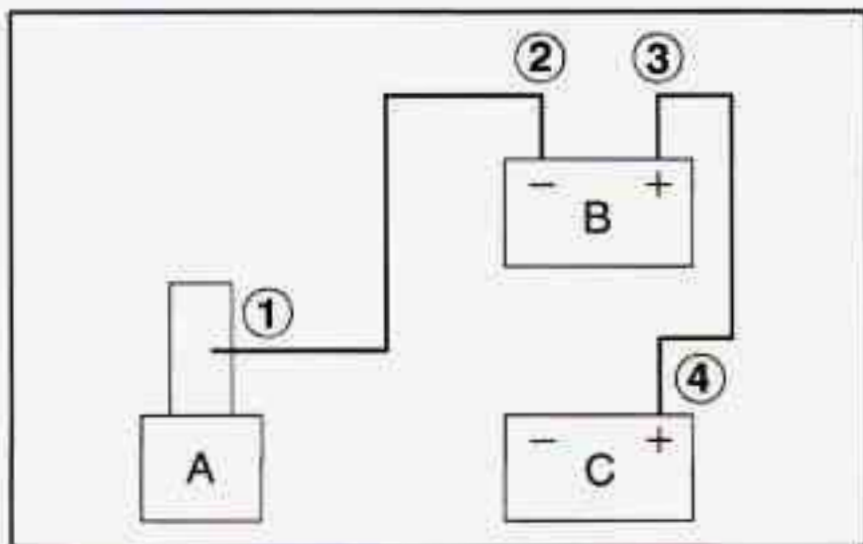 ② ③
− +
B
①
④
− +
A C